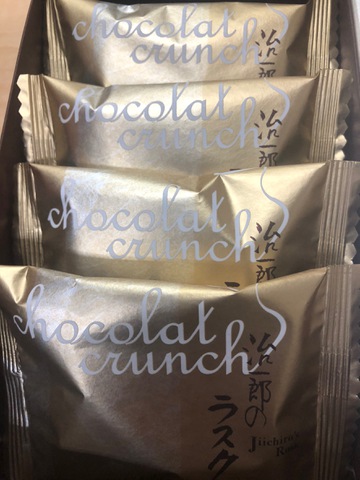 chocolat
crunch
治一郎
chocolat
crunch
治一郎
chocolat
crunch
治一郎
chocolat
crunch
治一郎の
ラスク
Jiichiro's